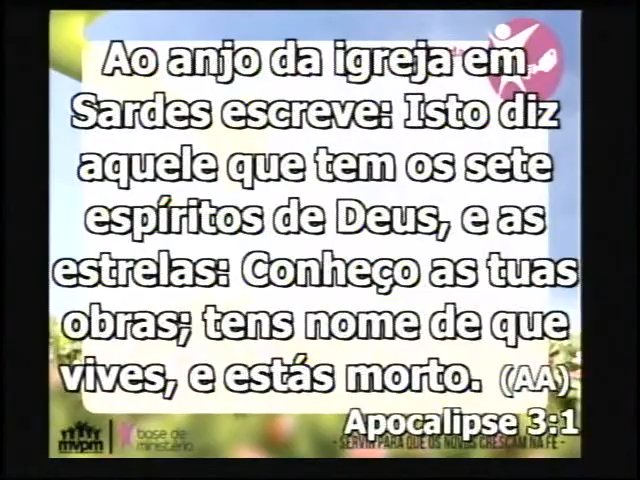 Ao anjo da igreja em
Sardes escreve: Isto diz
aquele que tem os sete
espíritos de Deus, e as
estrelas: Conheço as tuas
obras; tens nome de que
vives, e estás morto. (AA)
Apocalipse 3:1
mvpm
base de
ministério
- SERVIR PARA QUE OS NOVOS CRESÇAM NA FÉ -